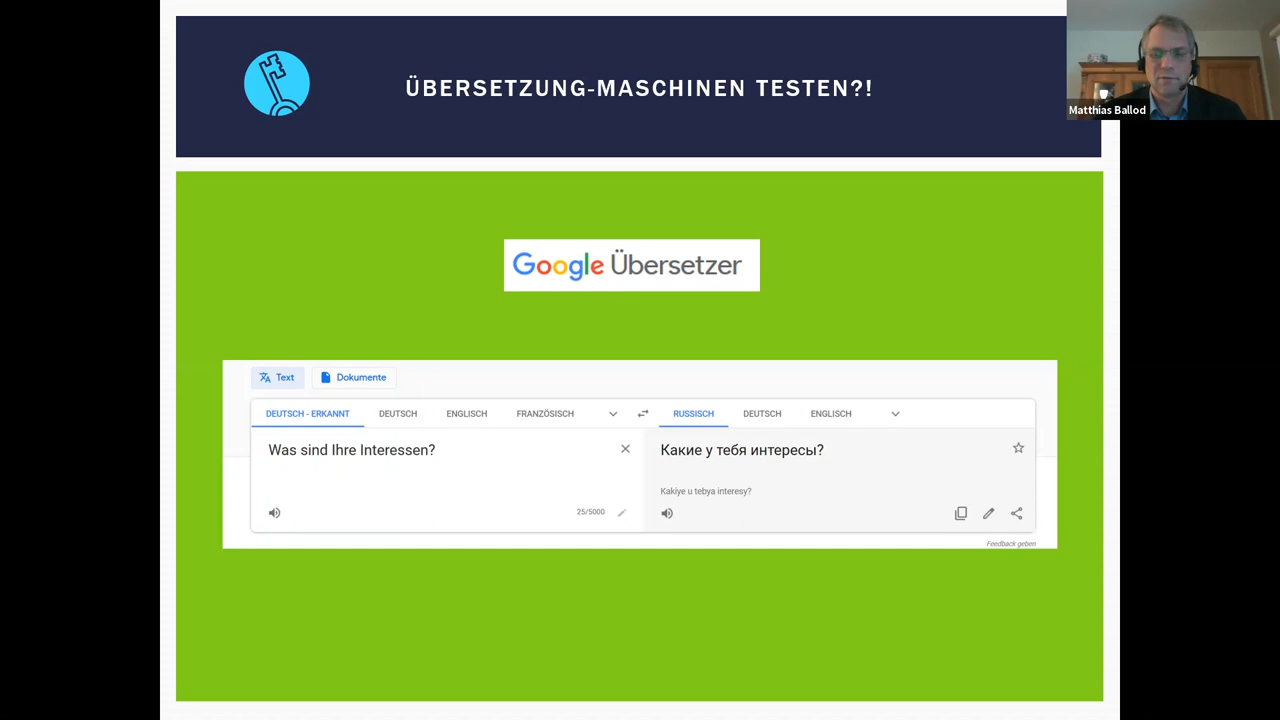 ÜBERSETZUNG-MASCHINEN TESTEN?!
Matthias Ballod
Google Übersetzer
Text
Dokumente
DEUTSCH - ERKANNT DEUTSCH ENGLISCH FRANZÖSISCH RUSSISCH DEUTSCH ENGLISCH
Was sind Ihre Interessen?
Какие у тебя интересы?
Kakiye u tebya interesy?
25/5000
Feedback geben